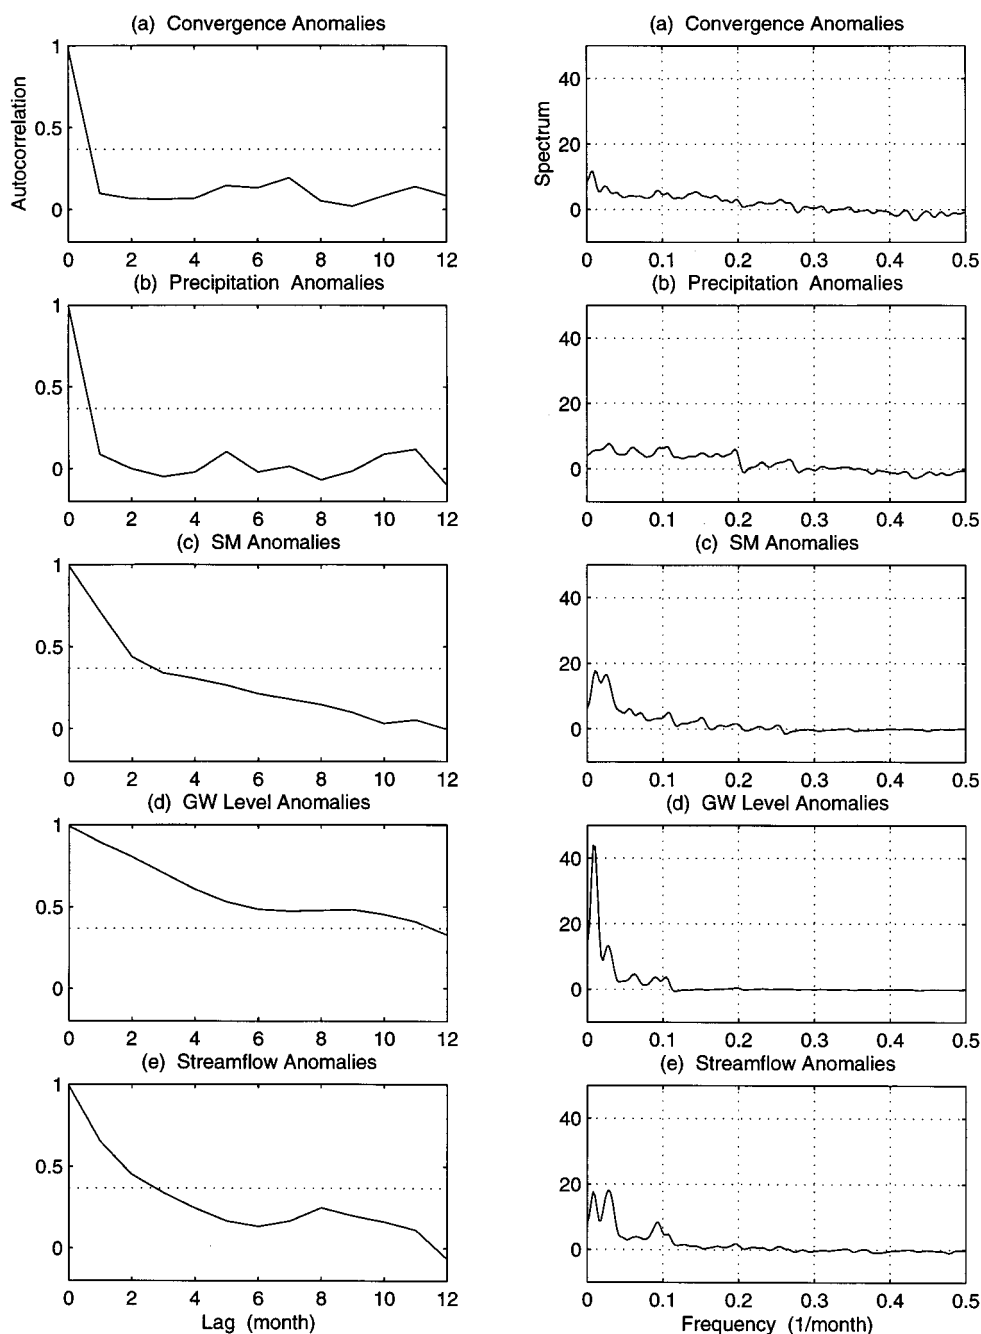 (a) Convergence Anomalies
1
0.5
0
Autocorrelation
0 2 4 6 8 10 12
(b) Precipitation Anomalies
1
0.5
0
0 2 4 6 8 10 12
(c) SM Anomalies
1
0.5
0
0 2 4 6 8 10 12
(d) GW Level Anomalies
1
0.5
0
0 2 4 6 8 10 12
(e) Streamflow Anomalies
1
0.5
0
0 2 4 6 8 10 12
Lag (month)
(a) Convergence Anomalies
40
20
0
Spectrum
0 0.1 0.2 0.3 0.4 0.5
(b) Precipitation Anomalies
40
20
0
0 0.1 0.2 0.3 0.4 0.5
(c) SM Anomalies
40
20
0
0 0.1 0.2 0.3 0.4 0.5
(d) GW Level Anomalies
40
20
0
0 0.1 0.2 0.3 0.4 0.5
(e) Streamflow Anomalies
40
20
0
0 0.1 0.2 0.3 0.4 0.5
Frequency (1/month)